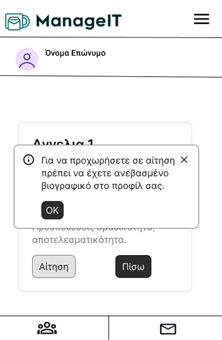 ManageIT
Όνομα Επώνυμο
Αγγελια 1
Για να προχωρήσετε σε αίτηση
πρέπει να έχετε ανεβασμένο
βιογραφικό στο προφίλ σας.
OK
αποτελεσματικότητα.
Αίτηση
Πίσω